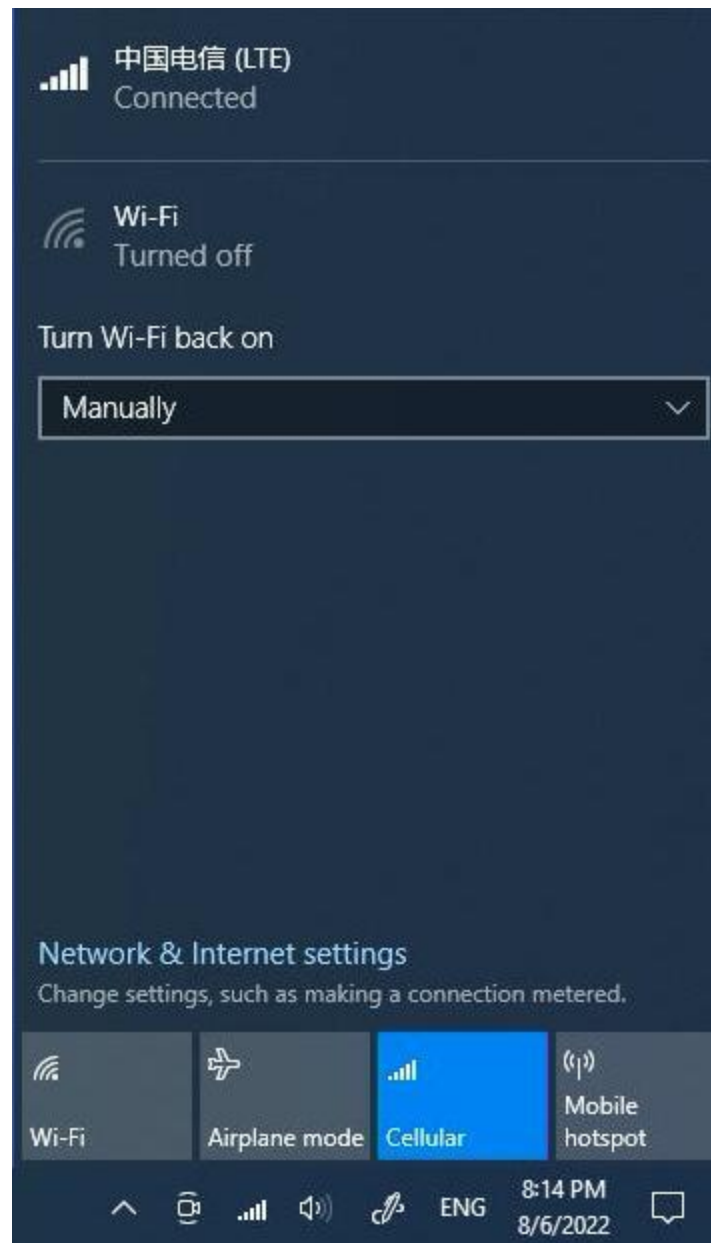 中国电信 (LTE)
Connected
Wi-Fi
Turned off
Turn Wi-Fi back on
Manually
Network & Internet settings
Change settings, such as making a connection metered.
Wi-Fi
Airplane mode
Cellular
Mobile
hotspot
ENG
8:14 PM
8/6/2022